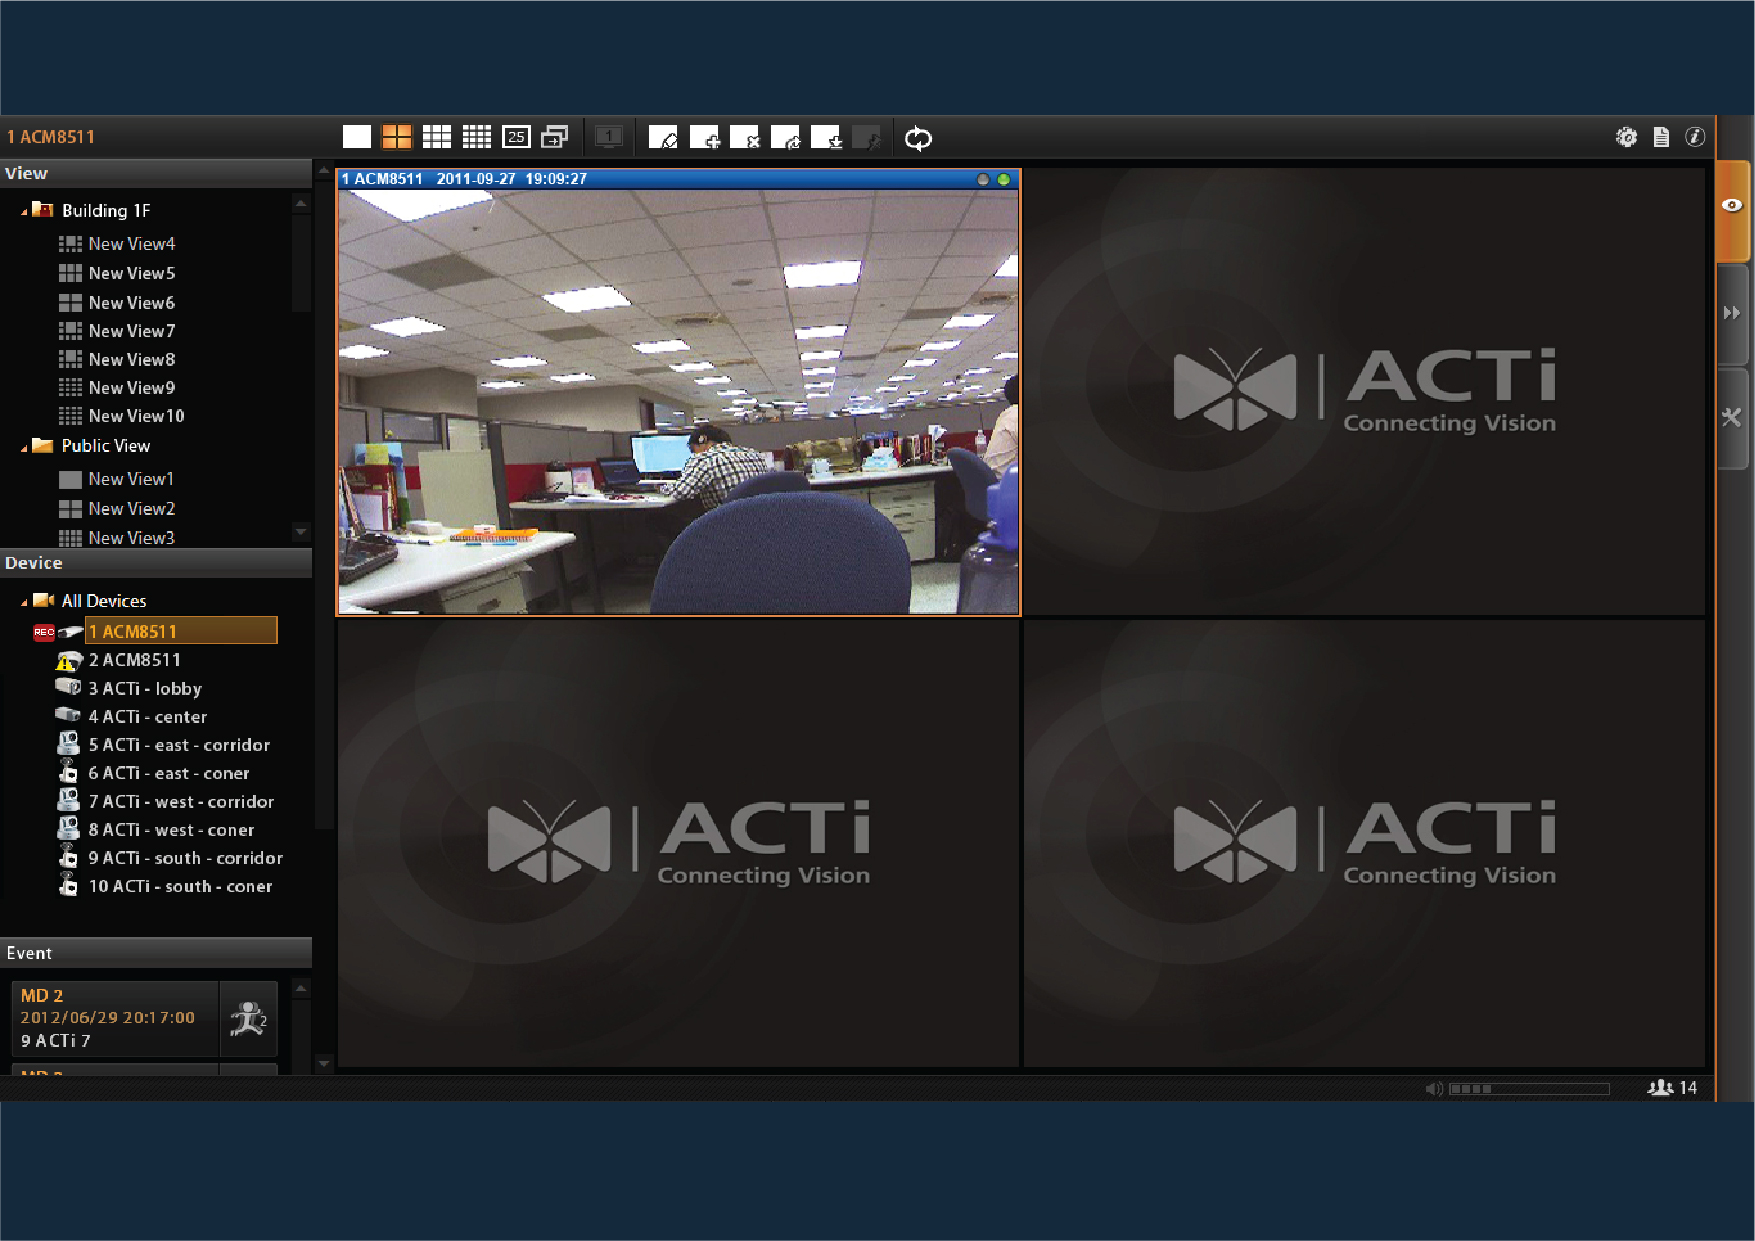 1 ACM8511
25
1
View
Building 1F
New View4
New View5
New View6
New View7
New View8
New View9
New View10
Public View
New View1
New View2
New View3
Device
All Devices
REC 1 ACM8511
2 ACM8511
3 ACTi - lobby
4 ACTi - center
5 ACTi - east - corridor
6 ACTi - east - coner
7 ACTi - west - corridor
8 ACTi - west - coner
9 ACTi - south - corridor
10 ACTi - south - coner
Event
MD 2
2012/06/29 20:17:00
9 ACTi 7
2
1 ACM8511 2011-09-27 19:09:27
ACTi
Connecting Vision
ACTi
Connecting Vision
ACTi
Connecting Vision
14